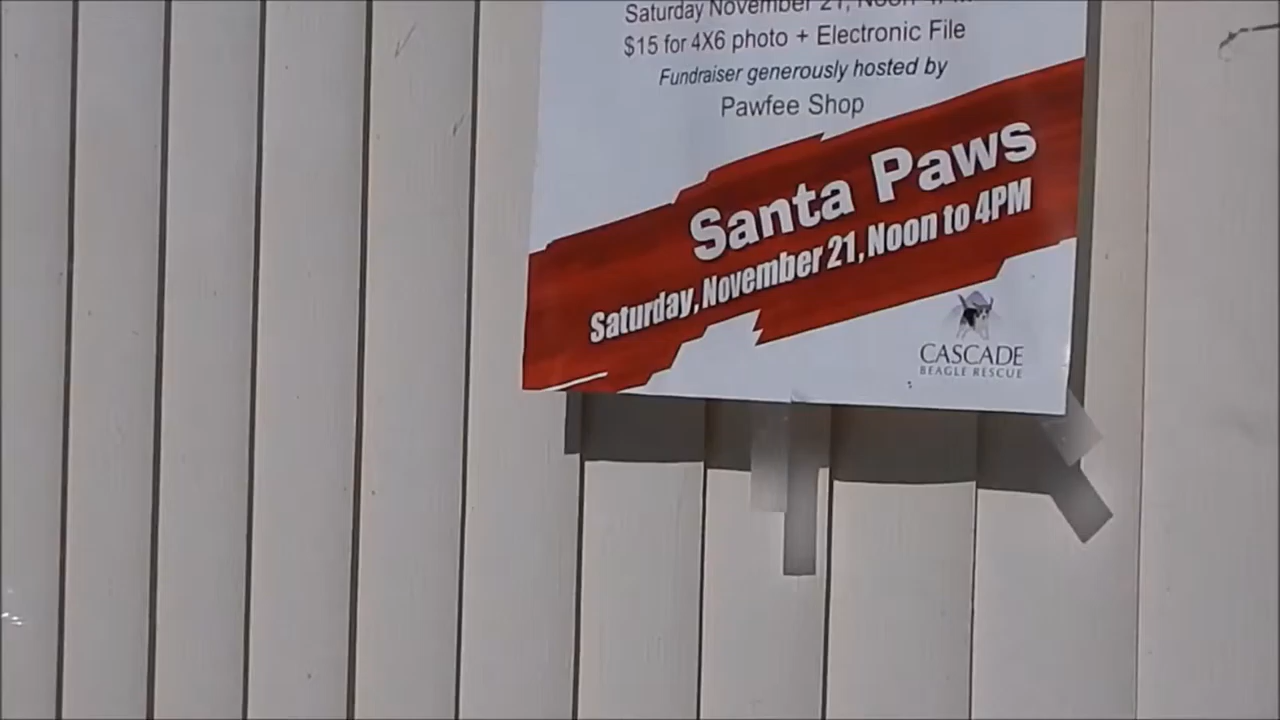 Saturday November 21, Noon
$15 for 4X6 photo + Electronic File
Fundraiser generously hosted by
Pawfee Shop
Santa Paws
Saturday, November 21, Noon to 4PM
CASCADE
BEAGLE RESCUE